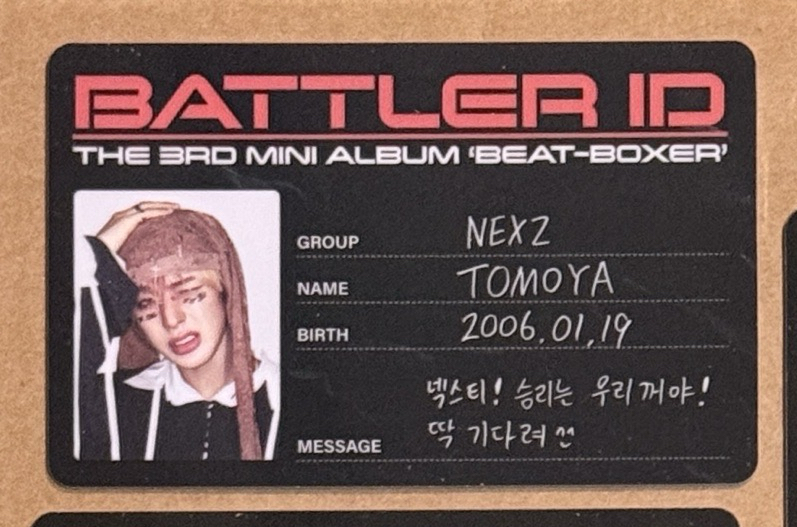 BATTLER ID
THE 3RD MINI ALBUM 'BEAT-BOXER'
GROUP NEXZ
NAME TOMOYA
BIRTH 2006.01.19
넥스티! 승리는 우리꺼야!
MESSAGE 딱 기다려